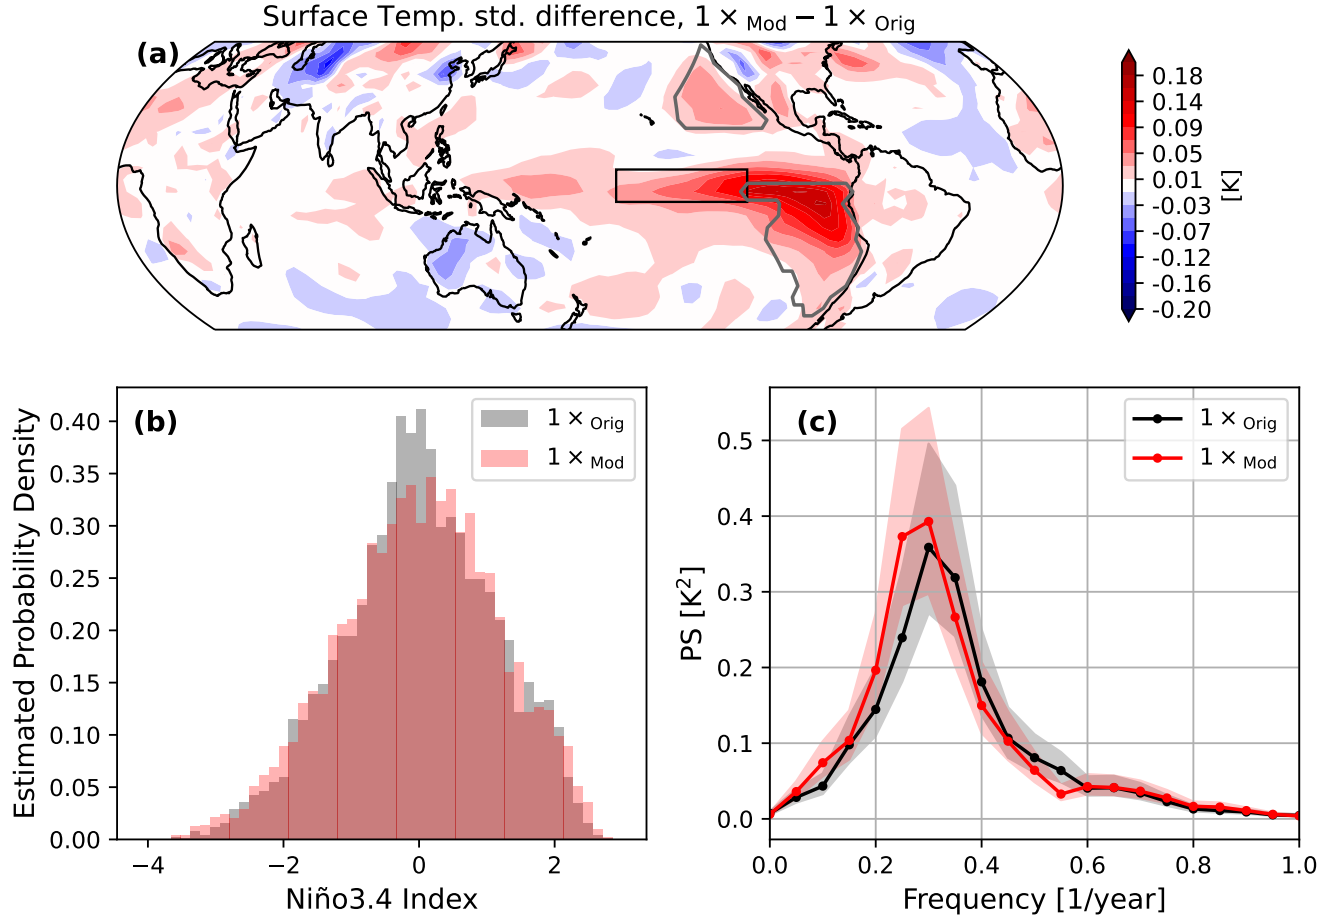 Surface Temp. std. difference, 1 × Mod − 1 × Orig
(a)
0.18
0.14
0.09
0.05
0.01
-0.03
-0.07
-0.12
-0.16
-0.20
[K]
(b)
1 × Orig
1 × Mod
Estimated Probability Density
0.40
0.35
0.30
0.25
0.20
0.15
0.10
0.05
0.00
−4
−2
0
2
Niño3.4 Index
(c)
1 × Orig
1 × Mod
PS [K²]
0.5
0.4
0.3
0.2
0.1
0.0
0.0
0.2
0.4
0.6
0.8
1.0
Frequency [1/year]